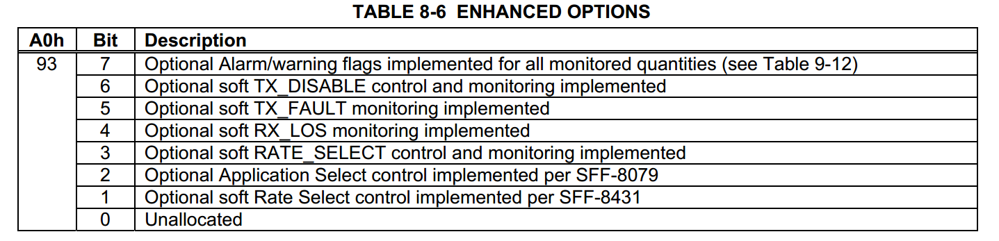 TABLE 8-6 ENHANCED OPTIONS
A0h Bit Description
93 7 Optional Alarm/warning flags implemented for all monitored quantities (see Table 9-12)
6 Optional soft TX_DISABLE control and monitoring implemented
5 Optional soft TX_FAULT monitoring implemented
4 Optional soft RX_LOS monitoring implemented
3 Optional soft RATE_SELECT control and monitoring implemented
2 Optional Application Select control implemented per SFF-8079
1 Optional soft Rate Select control implemented per SFF-8431
0 Unallocated